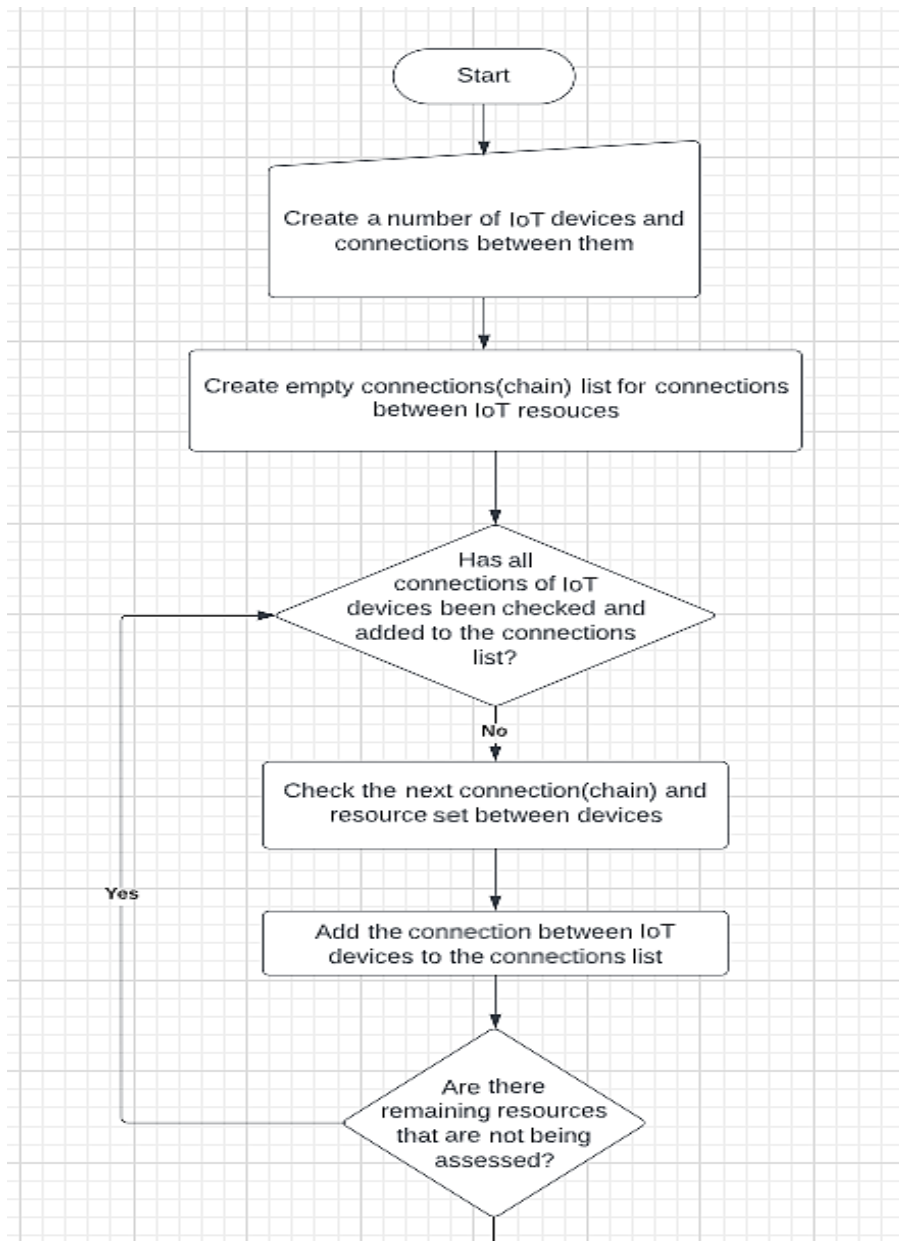 Start
Create a number of IoT devices and
connections between them
Create empty connections(chain) list for connections
between IoT resouces
Has all
connections of IoT
devices been checked and
added to the connections
list?
No
Check the next connection(chain) and
resource set between devices
Yes
Add the connection between IoT
devices to the connections list
Are there
remaining resources
that are not being
assessed?